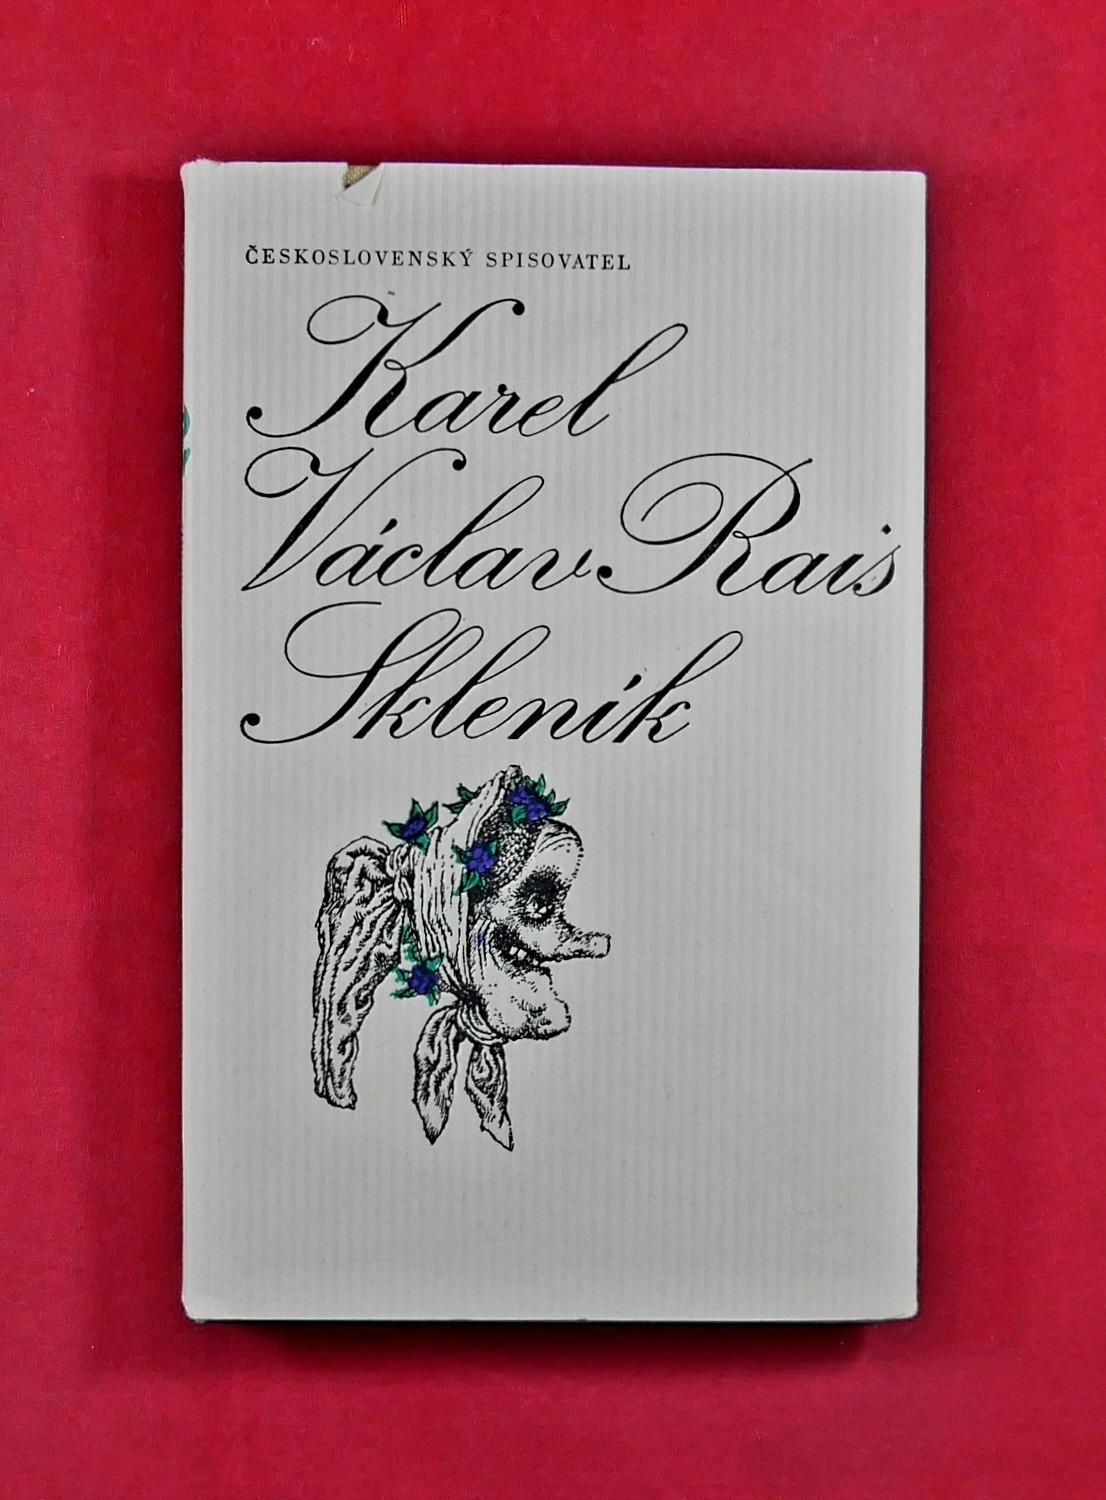 ČESKOSLOVENSKÝ SPISOVATEL
Karel
Václav Rais
Skleník